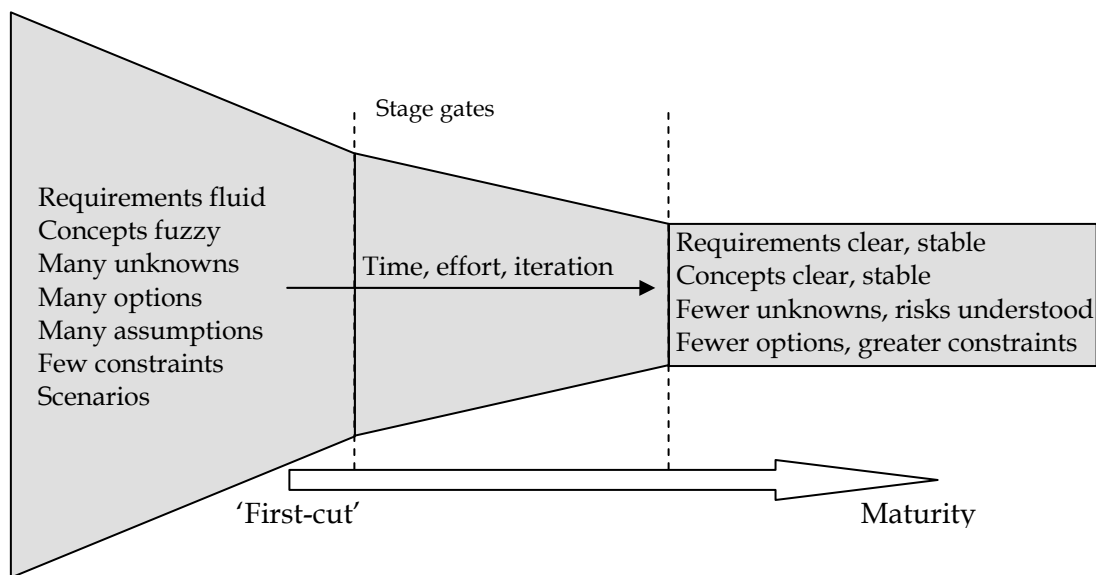 Stage gates
Requirements fluid
Concepts fuzzy
Many unknowns
Many options
Many assumptions
Few constraints
Scenarios
Time, effort, iteration
Requirements clear, stable
Concepts clear, stable
Fewer unknowns, risks understood
Fewer options, greater constraints
‘First-cut’
Maturity